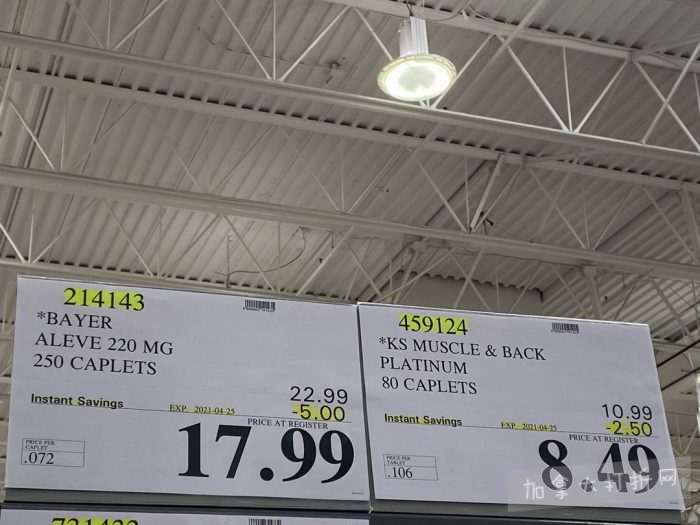 214143
*BAYER
ALEVE 220 MG
250 CAPLETS
22.99
Instant Savings
EXP. 2021-04-25
-5.00
PRICE AT REGISTER
PRICE PER
CAPLET
.072
17.99
459124
*KS MUSCLE & BACK
PLATINUM
80 CAPLETS
10.99
Instant Savings
EXP. 2021-04-25
-2.50
PRICE AT REGISTER
PRICE PER
TABLET
.106
8.49
加拿大打折网